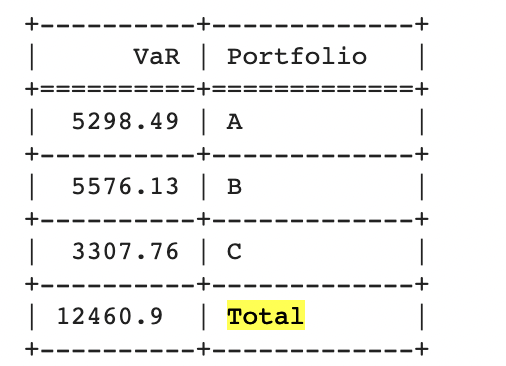 +----------+-------------+
|      VaR | Portfolio   |
+==========+=============+
|  5298.49 | A           |
+----------+-------------+
|  5576.13 | B           |
+----------+-------------+
|  3307.76 | C           |
+----------+-------------+
| 12460.9  | Total       |
+----------+-------------+